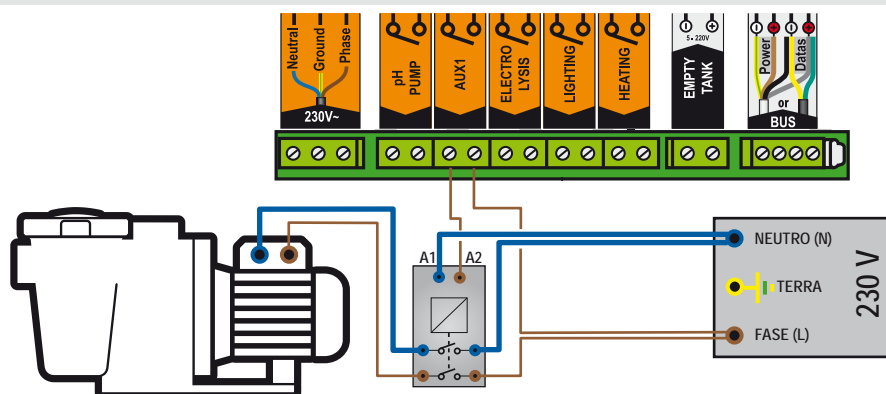 Neutral
Ground
Phase
230V~
pH
PUMP
AUX1
ELECTRO
LYSIS
LIGHTING
HEATING
5 - 220V
EMPTY
TANK
Power
Datas
or
BUS
A1
A2
NEUTRO (N)
TERRA
FASE (L)
230 V